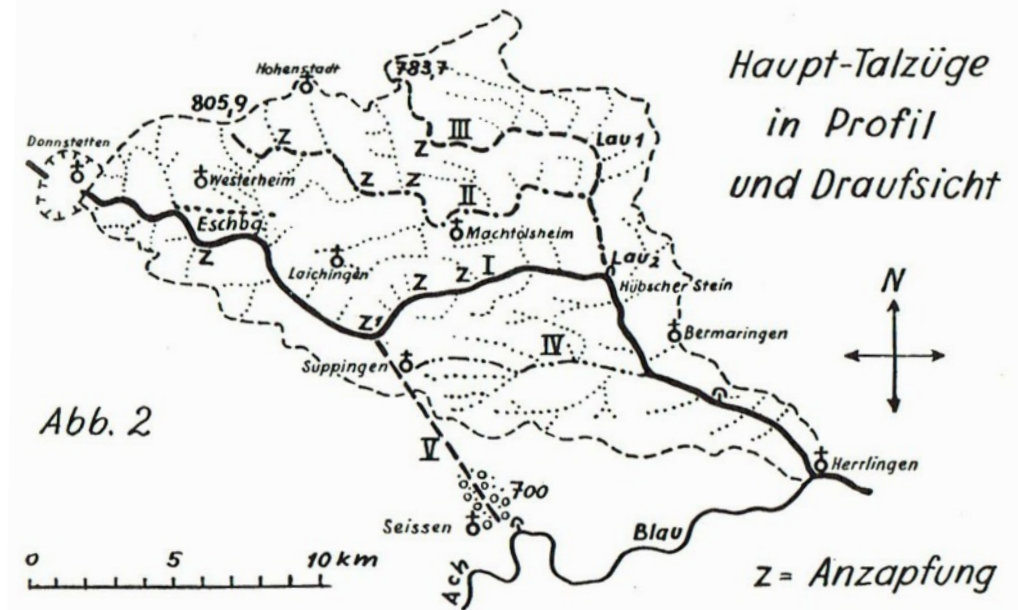 Haupt-Talzüge
in Profil
und Draufsicht
Hohenstadt
783,7
805,9
Donnstetten
Z
III
Z
Lau 1
Westerheim
Z
Z
II
Eschbg.
Machtolsheim
Z
Laichingen
Z
Z
I
Lau 2
Hübscher Stein
N
Z1
Bermaringen
Suppingen
IV
Abb. 2
V
Herrlingen
700
Seissen
Blau
Ach
0 5 10 km
z = Anzapfung